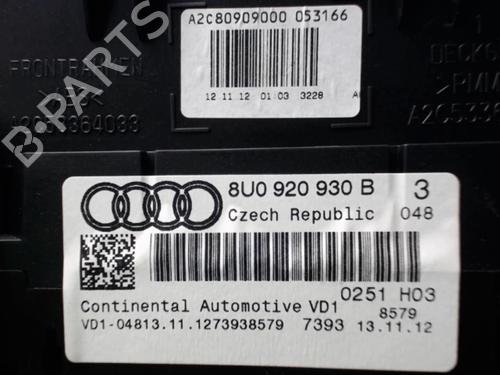 A2C80909000 053166
12.11.12 01:03 3228
FRONTRAHMEN
A2C53364033
B-PARTS
8U0 920 930 B 3
Czech Republic 048
0251 H03
Continental Automotive VD1 8579
VD1-04813.11.1273938579 7393 13.11.12